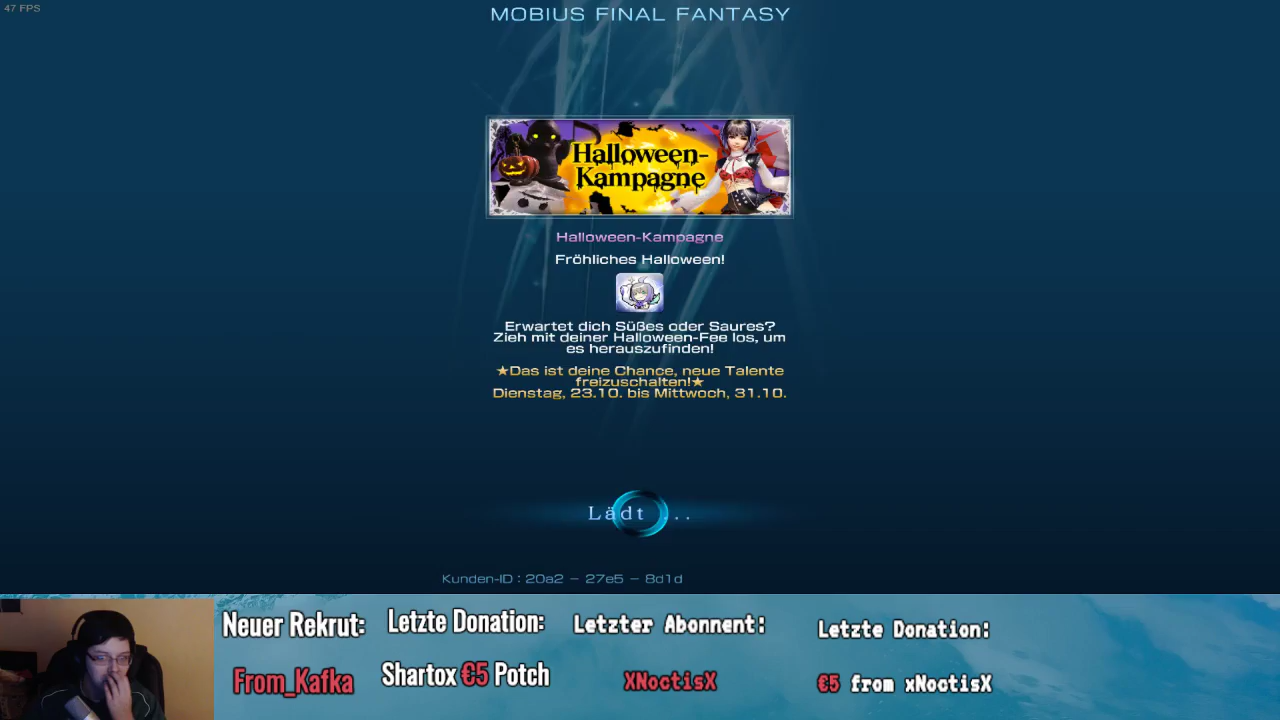 47 FPS
MOBIUS FINAL FANTASY
Halloween-
Kampagne
Halloween-Kampagne
Fröhliches Halloween!
Erwartet dich Süßes oder Saures?
Zieh mit deiner Halloween-Fee los, um
es herauszufinden!
★Das ist deine Chance, neue Talente
freizuschalten!★
Dienstag, 23.10. bis Mittwoch, 31.10.
Lädt ...
Kunden-ID : 20a2 – 27e5 – 8d1d
Neuer Rekrut:
From_Kafka
Letzte Donation:
Shartox €5 Potch
Letzter Abonnent:
XNoctisX
Letzte Donation:
€5 from xNoctisX